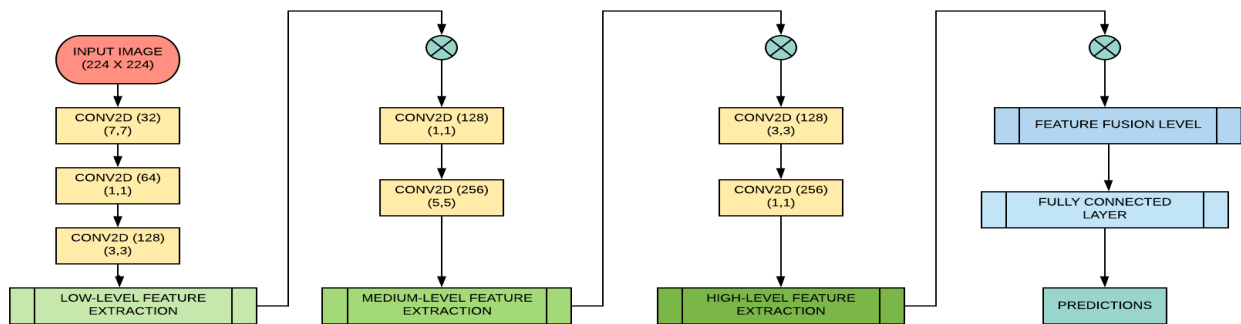 INPUT IMAGE
(224 X 224)
CONV2D (32)
(7,7)
CONV2D (64)
(1,1)
CONV2D (128)
(3,3)
LOW-LEVEL FEATURE
EXTRACTION
CONV2D (128)
(1,1)
CONV2D (256)
(5,5)
MEDIUM-LEVEL FEATURE
EXTRACTION
CONV2D (128)
(3,3)
CONV2D (256)
(1,1)
HIGH-LEVEL FEATURE
EXTRACTION
FEATURE FUSION LEVEL
FULLY CONNECTED
LAYER
PREDICTIONS